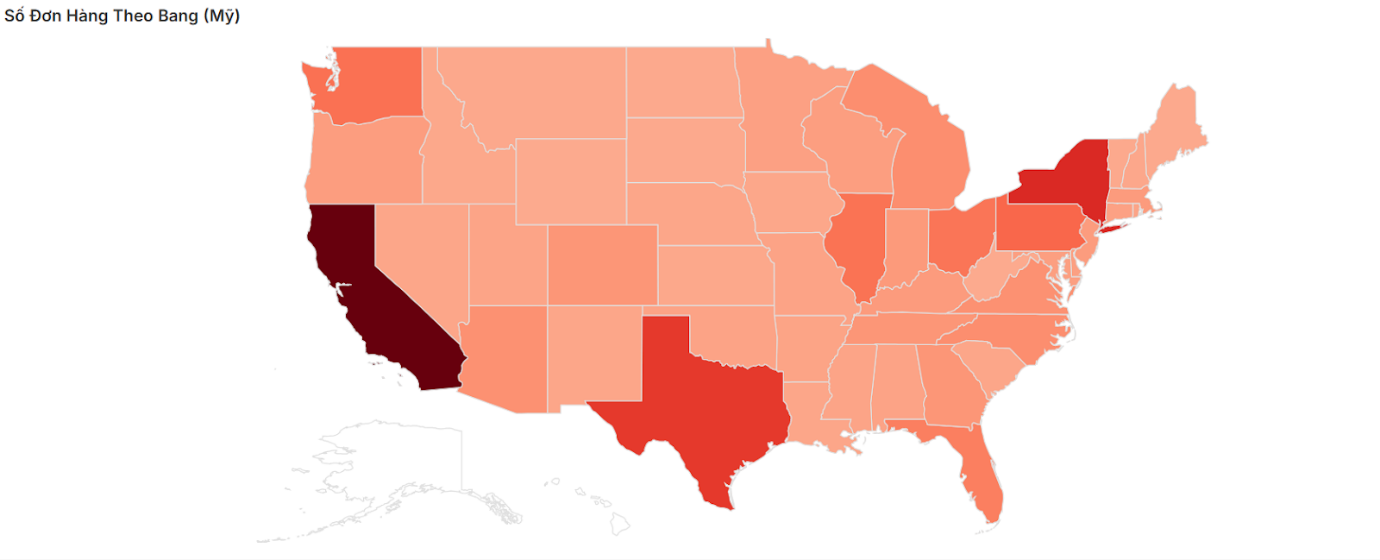 Số Đơn Hàng Theo Bang (Mỹ)